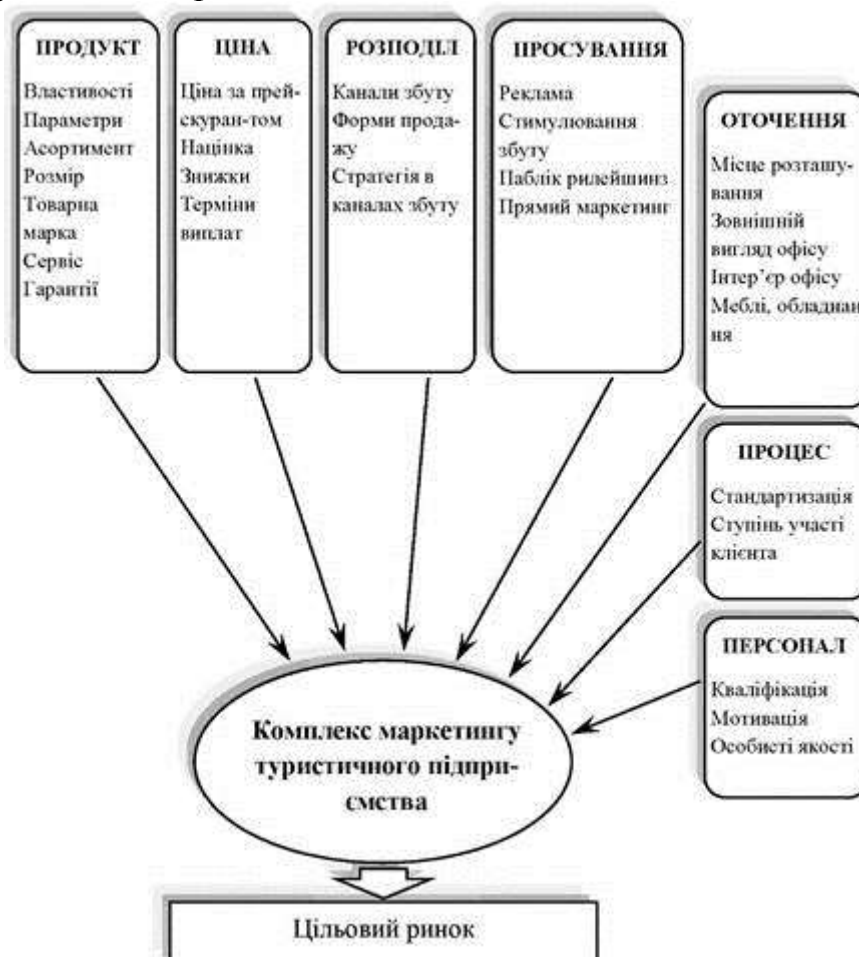 ПРОДУКТ
Властивості
Параметри
Асортимент
Розмір
Товарна
марка
Сервіс
Гарантії
ЦІНА
Ціна за прей-
скуран-том
Націнка
Знижки
Терміни
виплат
РОЗПОДІЛ
Канали збуту
Форми прода-
жу
Стратегія в
каналах збуту
ПРОСУВАННЯ
Реклама
Стимулювання
збуту
Паблік рилейшинз
Прямий маркетинг
ОТОЧЕННЯ
Місце розташу-
вання
Зовнішній
вигляд офісу
Інтер’єр офісу
Меблі, обладнан
ня
ПРОЦЕС
Стандартизація
Ступінь участі
клієнта
ПЕРСОНАЛ
Кваліфікація
Мотивація
Особисті якості
Комплекс маркетингу
туристичного підпри-
ємства
Цільовий ринок